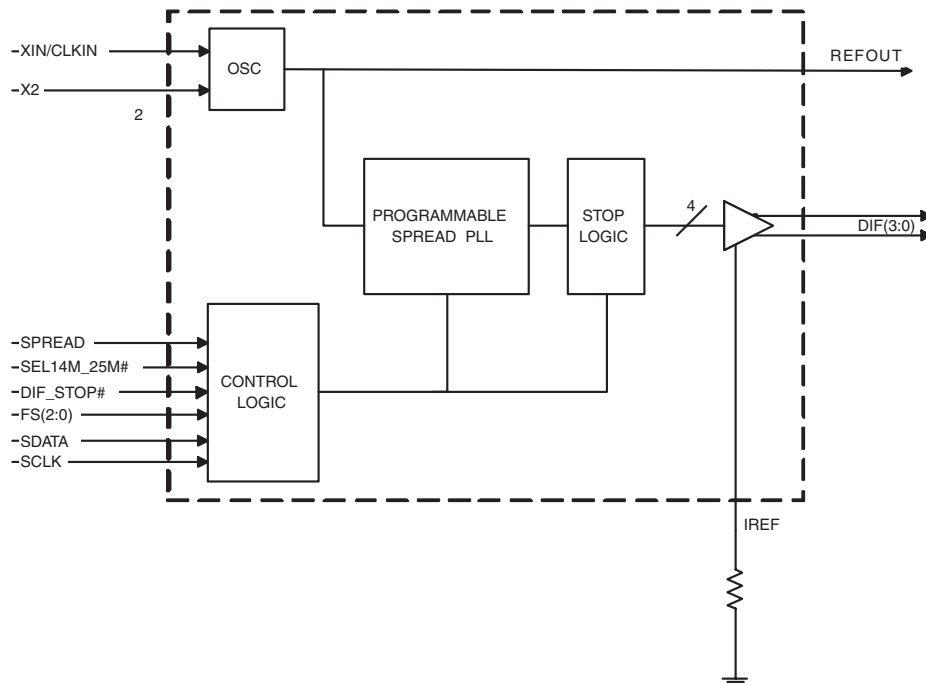 XIN/CLKIN
X2
2
OSC
REFOUT
PROGRAMMABLE
SPREAD PLL
STOP
LOGIC
4
DIF(3:0)
SPREAD
SEL14M_25M#
DIF_STOP#
FS(2:0)
SDATA
SCLK
CONTROL
LOGIC
IREF